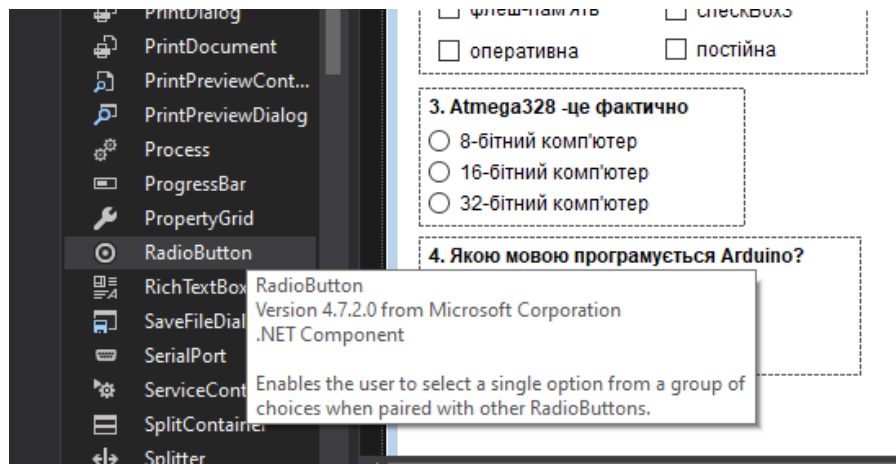 PrintDialog
PrintDocument
PrintPreviewCont...
PrintPreviewDialog
Process
ProgressBar
PropertyGrid
RadioButton
RichTextBox
SaveFileDial
SerialPort
ServiceCont
SplitContainer
Splitter
флеш-пам'ять
checkBox3
оперативна
постійна
3. Atmega328 -це фактично
8-бітний комп'ютер
16-бітний комп'ютер
32-бітний комп'ютер
4. Якою мовою програмується Arduino?
RadioButton
Version 4.7.2.0 from Microsoft Corporation
.NET Component
Enables the user to select a single option from a group of
choices when paired with other RadioButtons.